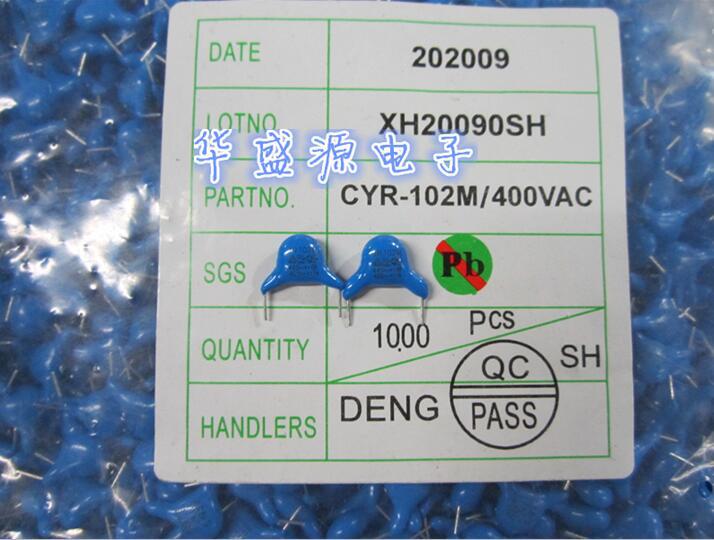 DATE 202009
LOTNO. XH20090SH
华盛源电子
PARTNO. CYR-102M/400VAC
SGS Pb
QUANTITY 1000 PCS
SH
HANDLERS DENG
QC
PASS